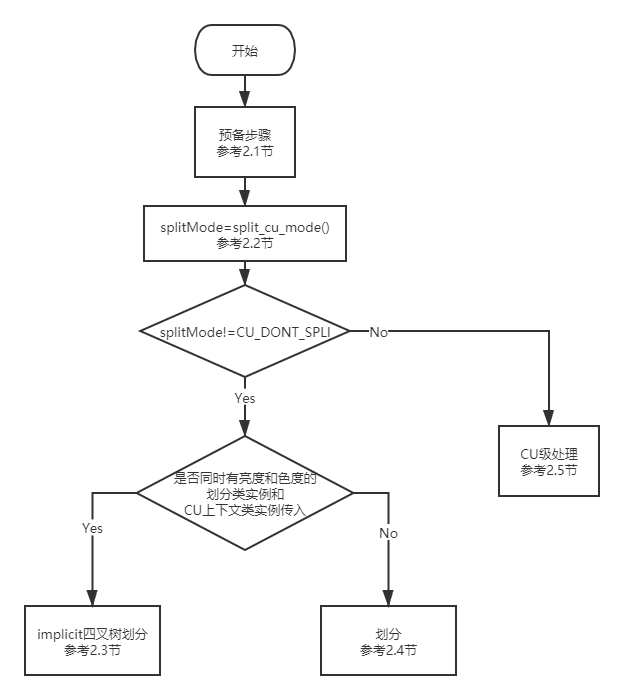 开始
预备步骤
参考2.1节
splitMode=split_cu_mode()
参考2.2节
splitMode!=CU_DONT_SPLI
No
Yes
CU级处理
参考2.5节
是否同时有亮度和色度的
划分类实例和
CU上下文类实例传入
Yes
No
implicit四叉树划分
参考2.3节
划分
参考2.4节